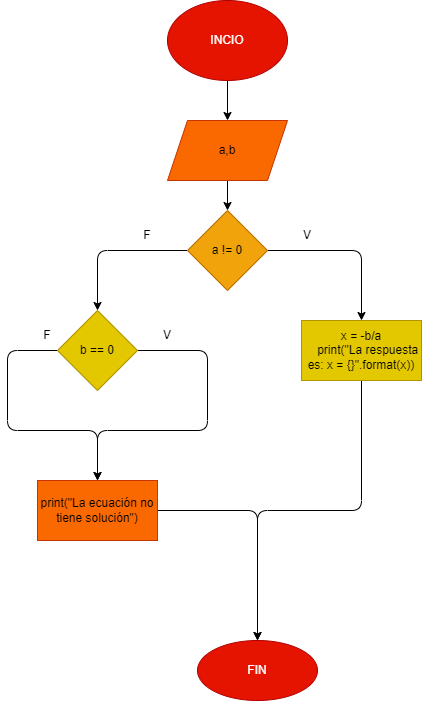 INCIO
a,b
a != 0
F
V
b == 0
F
V
x = -b/a
print("La respuesta
es: x = {}".format(x))
print("La ecuación no
tiene solución")
FIN